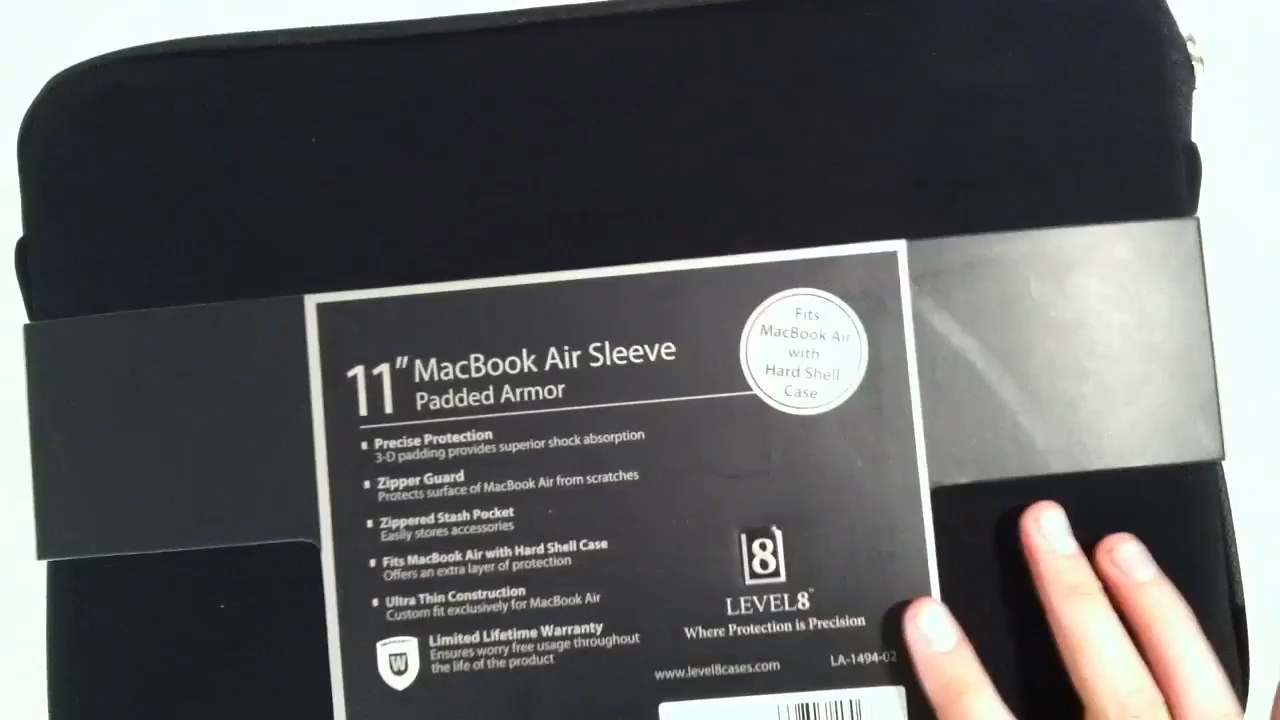 11" MacBook Air Sleeve
Padded Armor
Fits
MacBook Air
with
Hard Shell
Case
Precise Protection
3-D padding provides superior shock absorption
Zipper Guard
Protects surface of MacBook Air from scratches
Zippered Stash Pocket
Easily stores accessories
Fits MacBook Air with Hard Shell Case
Offers an extra layer of protection
Ultra Thin Construction
Custom fit exclusively for MacBook Air
W
Limited Lifetime Warranty
Ensures worry free usage throughout
the life of the product
8
LEVEL8™
Where Protection is Precision
www.level8cases.com
LA-1494-02